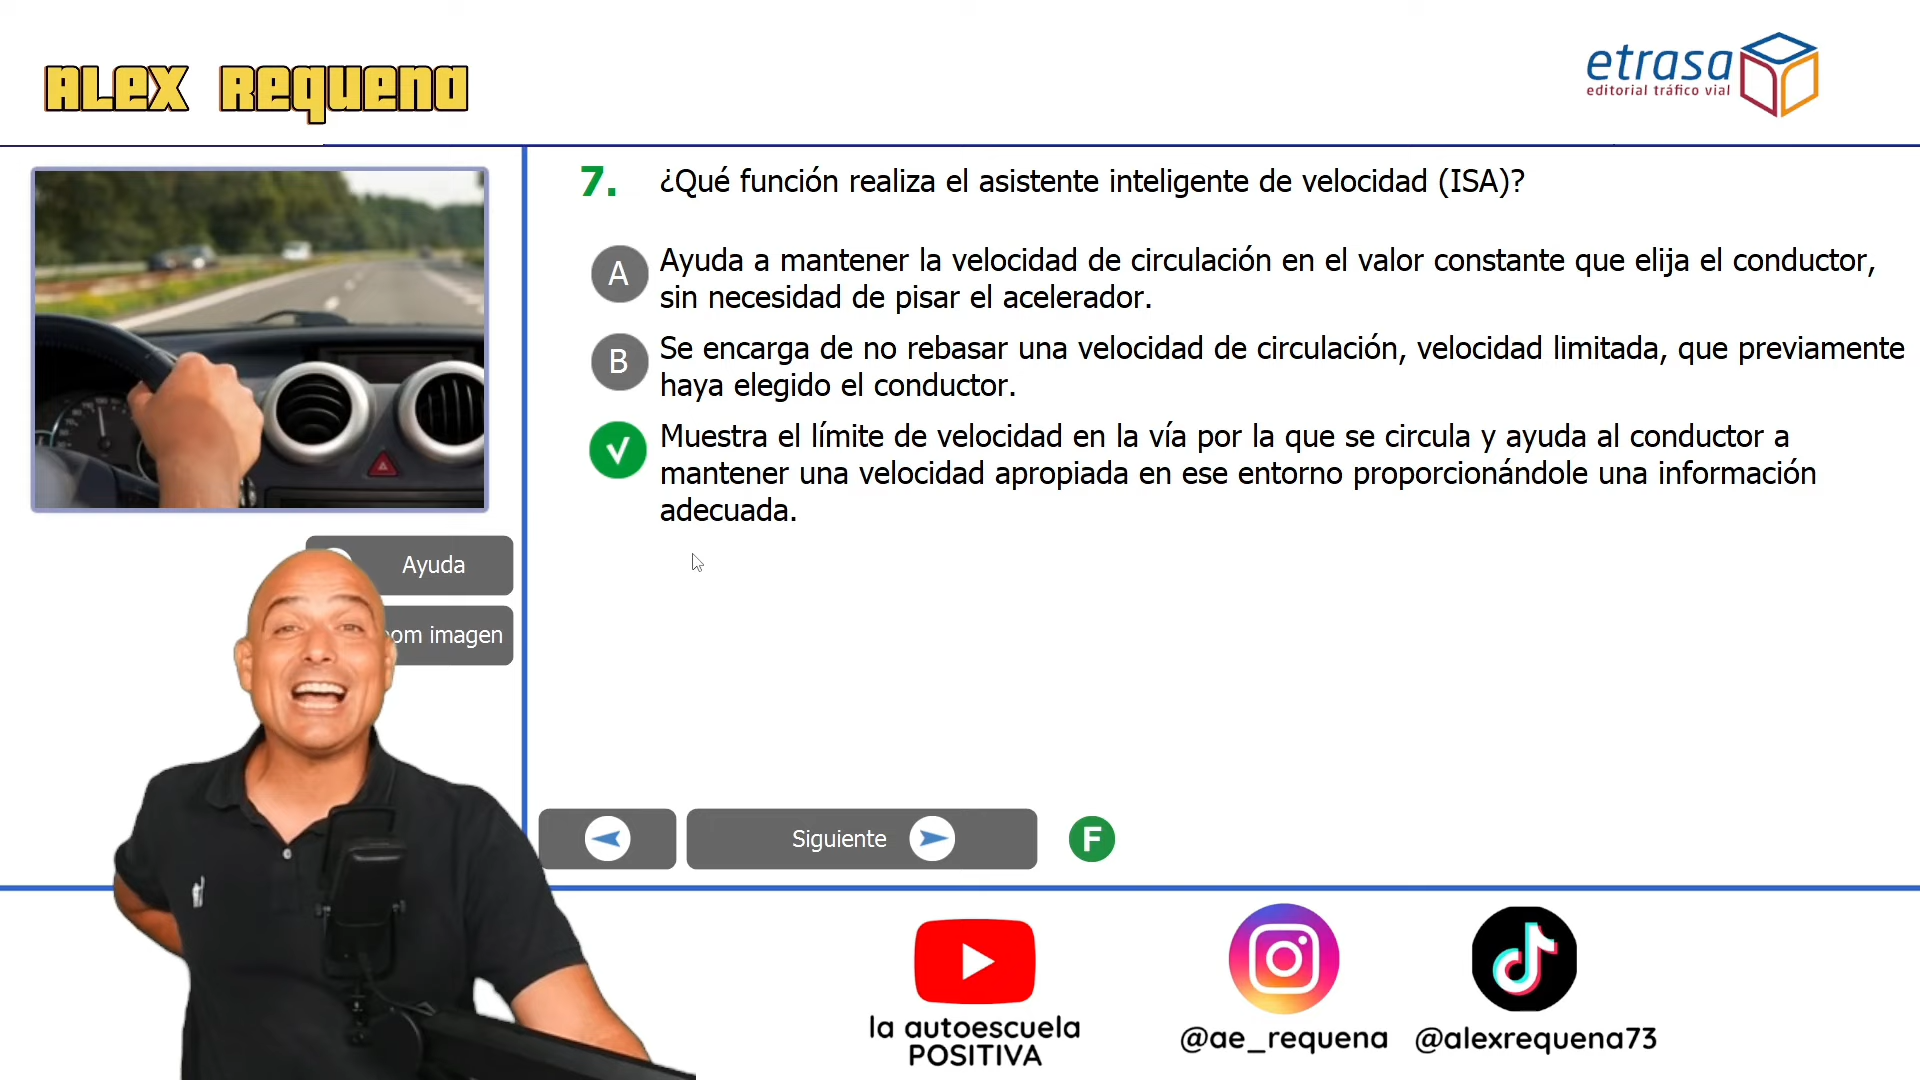 ALEX REQUENA
etrasa
editorial tráfico vial
7. ¿Qué función realiza el asistente inteligente de velocidad (ISA)?
A Ayuda a mantener la velocidad de circulación en el valor constante que elija el conductor,
sin necesidad de pisar el acelerador.
B Se encarga de no rebasar una velocidad de circulación, velocidad limitada, que previamente
haya elegido el conductor.
Muestra el límite de velocidad en la vía por la que se circula y ayuda al conductor a
mantener una velocidad apropiada en ese entorno proporcionándole una información
adecuada.
Ayuda
oom imagen
Siguiente
F
la autoescuela
POSITIVA
@ae_requena
@alexrequena73